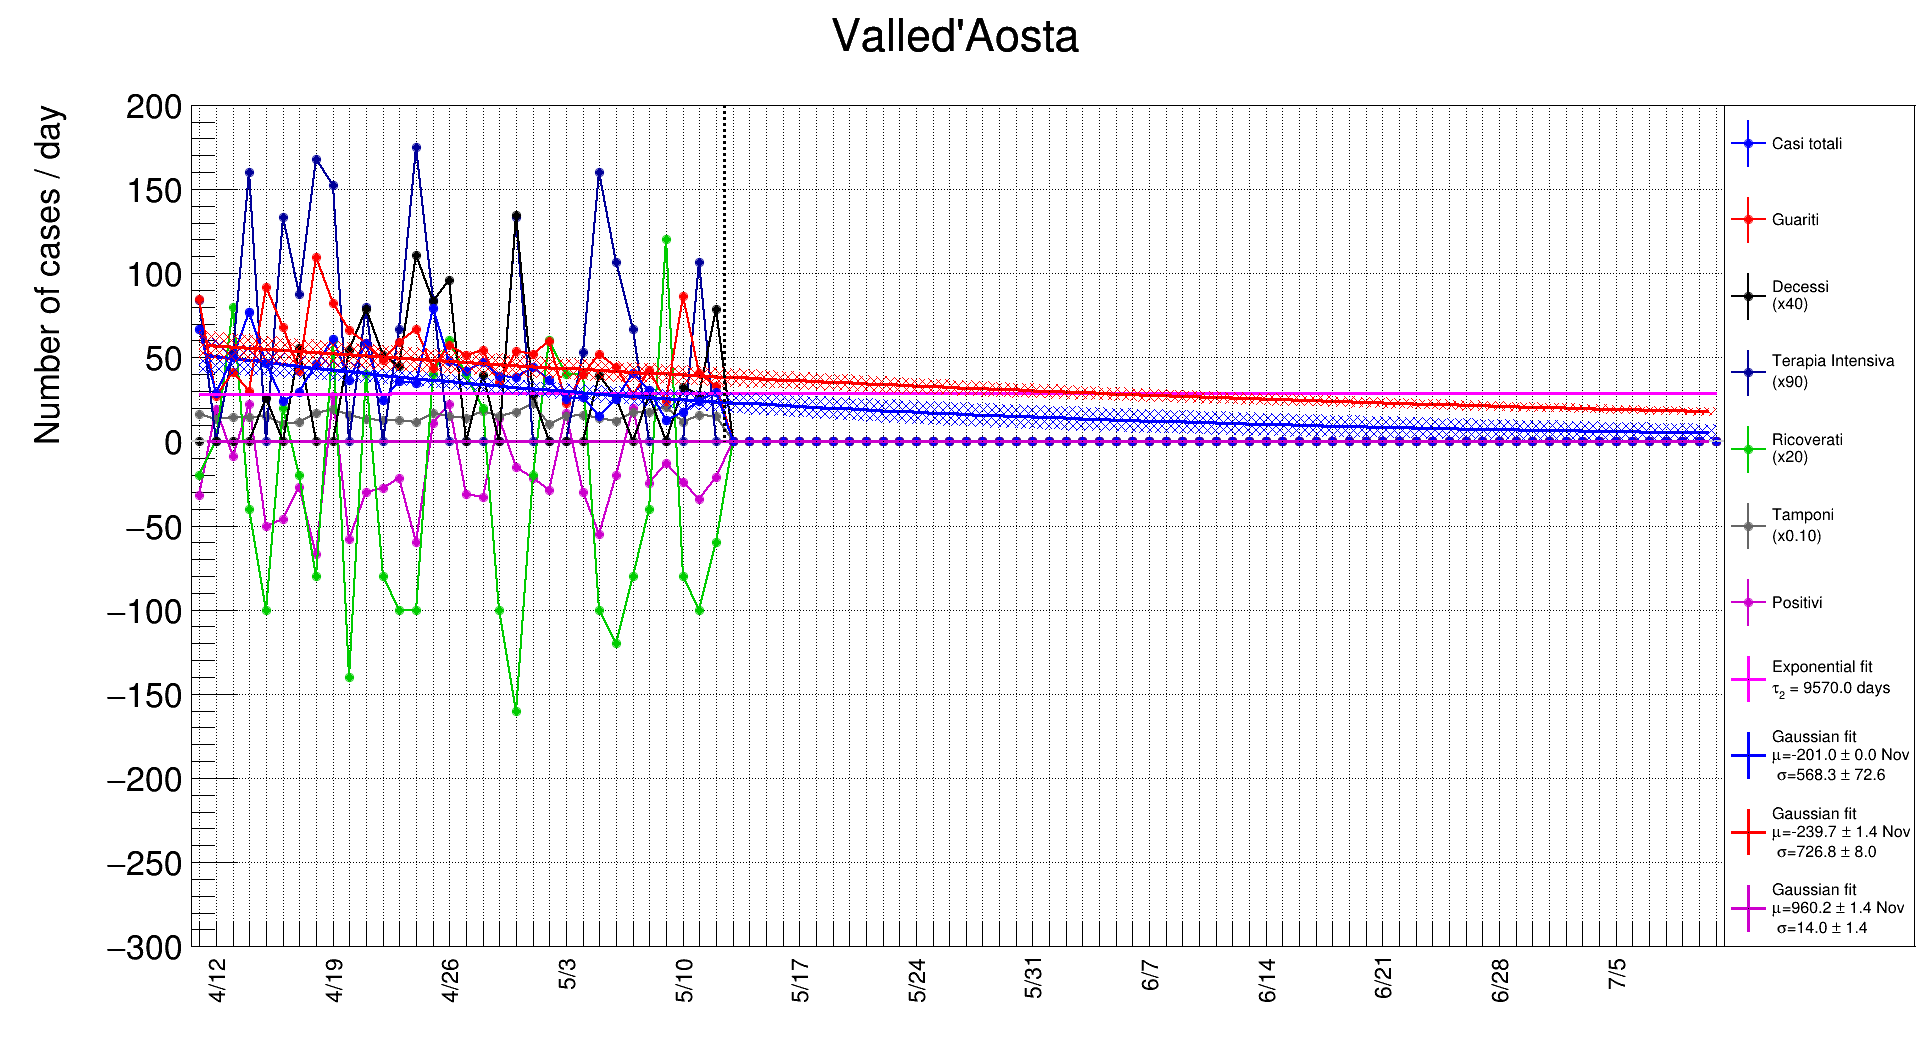 Valled'Aosta
Number of cases / day
200
150
100
50
0
−50
−100
−150
−200
−250
−300
4/12
4/19
4/26
5/3
5/10
5/17
5/24
5/31
6/7
6/14
6/21
6/28
7/5
Casi totali
Guariti
Decessi
(x40)
Terapia Intensiva
(x90)
Ricoverati
(x20)
Tamponi
(x0.10)
Positivi
Exponential fit
τ2 = 9570.0 days
Gaussian fit
μ=-201.0 ± 0.0 Nov
σ=568.3 ± 72.6
Gaussian fit
μ=-239.7 ± 1.4 Nov
σ=726.8 ± 8.0
Gaussian fit
μ=960.2 ± 1.4 Nov
σ=14.0 ± 1.4